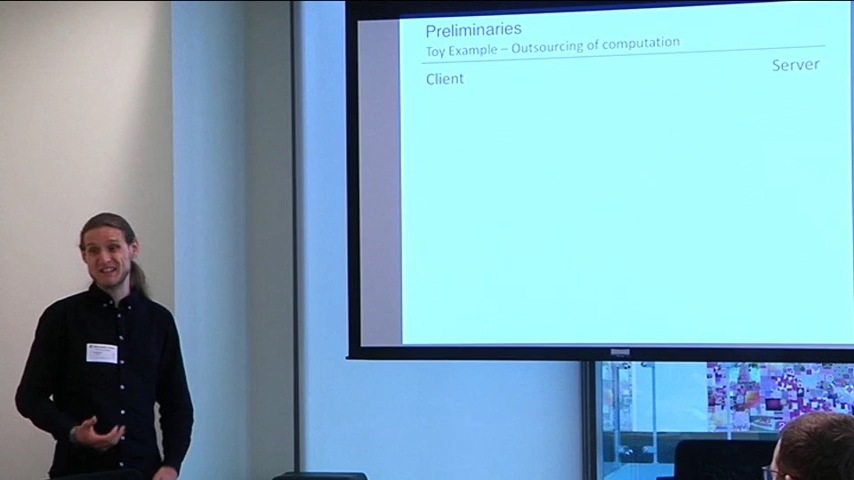 Preliminaries
Toy Example – Outsourcing of computation
Client
Server